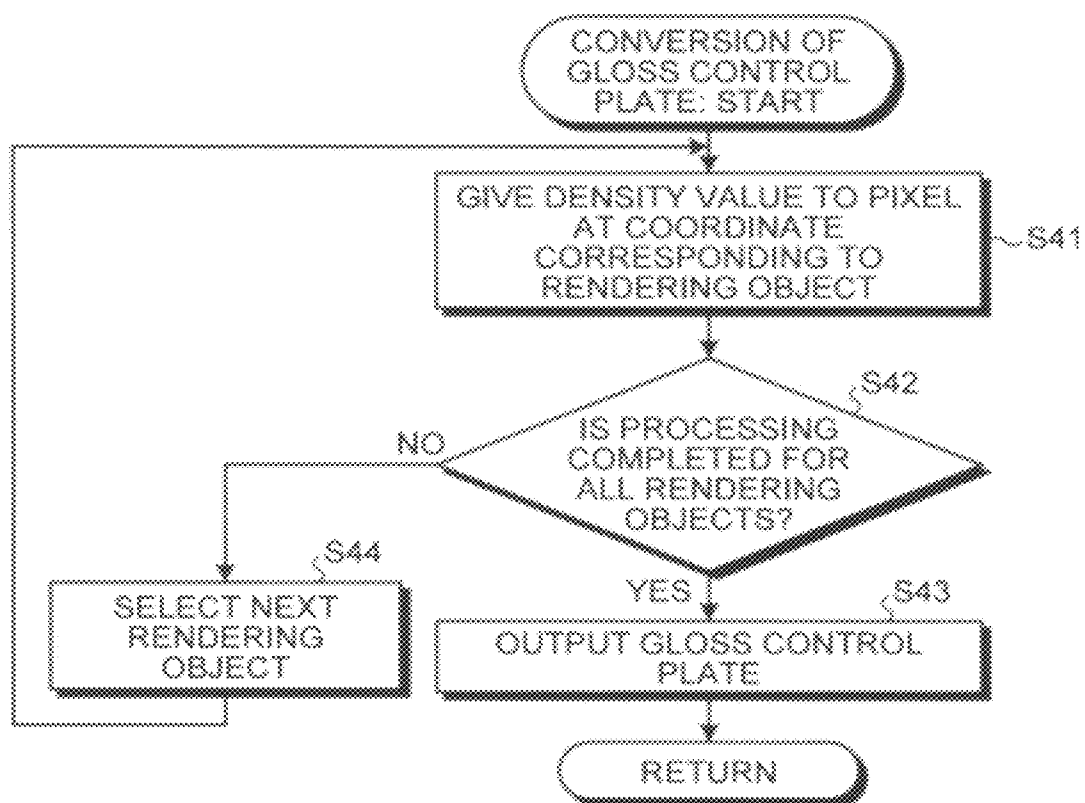 CONVERSION OF
GLOSS CONTROL
PLATE: START
GIVE DENSITY VALUE TO PIXEL
AT COORDINATE
CORRESPONDING TO
RENDERING OBJECT
S41
S42
IS PROCESSING
COMPLETED FOR
ALL RENDERING
OBJECTS?
NO
S44
SELECT NEXT
RENDERING
OBJECT
YES
S43
OUTPUT GLOSS CONTROL
PLATE
RETURN